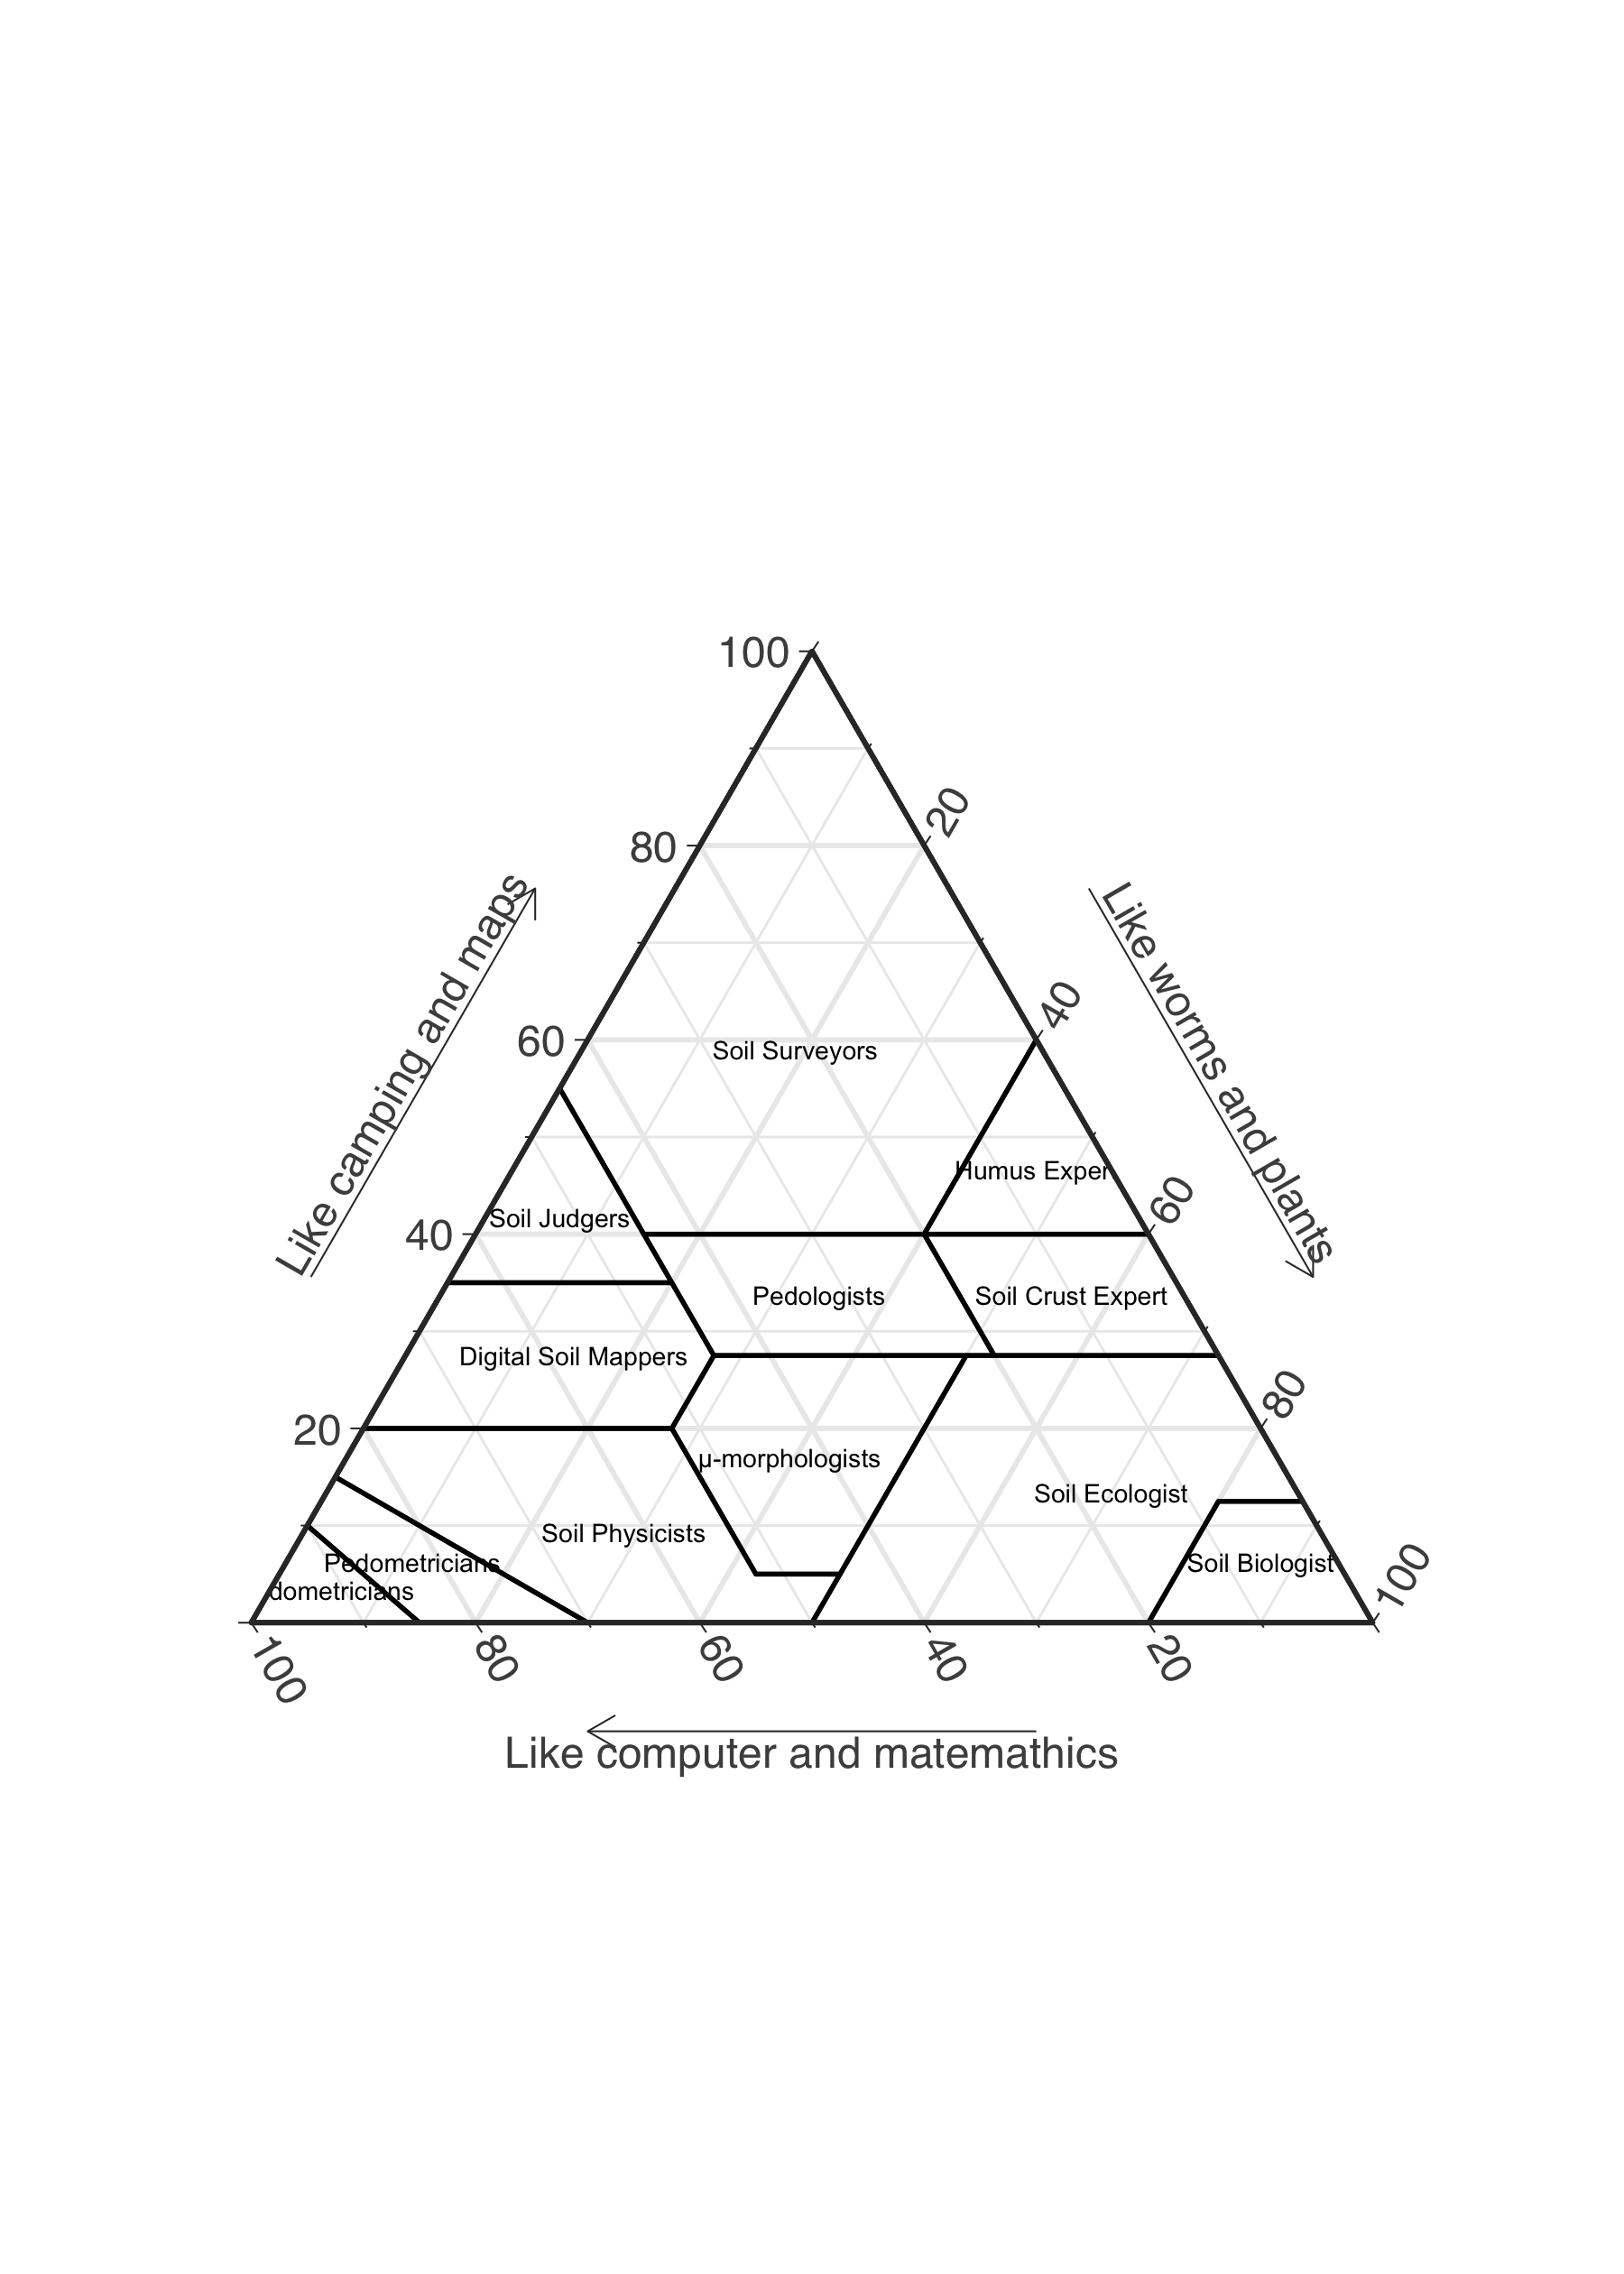 100
20
80
Like camping and maps
Like worms and plants
40
60
Soil Surveyors
Humus Exper
60
Soil Judgers
40
Pedologists
Soil Crust Expert
Digital Soil Mappers
80
20
μ-morphologists
Soil Ecologist
Soil Physicists
Pedometricians
Soil Biologist
100
dometricians
100
80
60
40
20
Like computer and matemathics